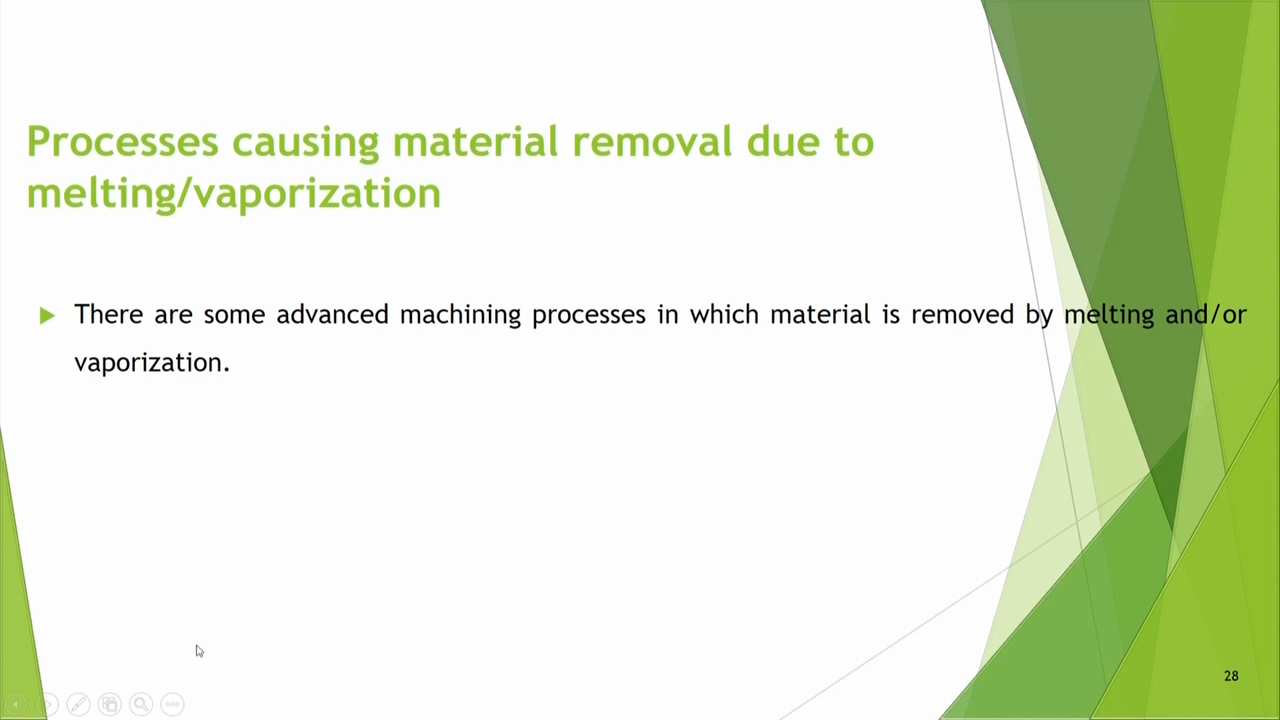 Processes causing material removal due to
melting/vaporization
There are some advanced machining processes in which material is removed by melting and/or
vaporization.
28